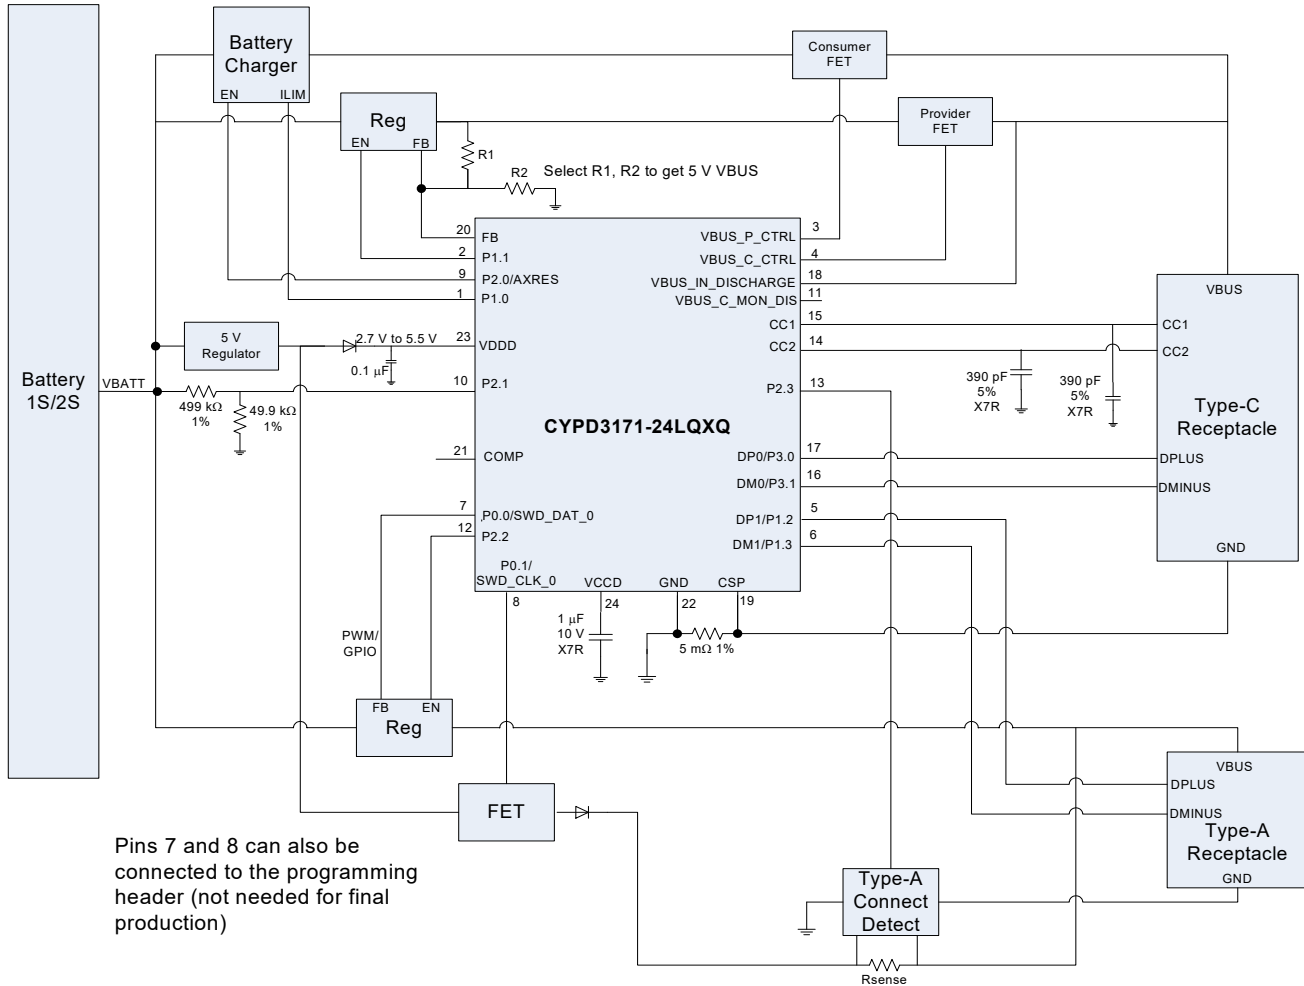 Battery
Charger
EN
ILIM
Consumer
FET
Reg
EN
FB
Provider
FET
R1
R2
Select R1, R2 to get 5 V VBUS
20
FB
2
P1.1
9
P2.0/AXRES
1
P1.0
VBUS_P_CTRL
3
VBUS_C_CTRL
4
VBUS_IN_DISCHARGE
18
VBUS_C_MON_DIS
11
CC1
15
CC2
14
VBUS
CC1
CC2
5 V
Regulator
2.7 V to 5.5 V
0.1 µF
23
VDDD
Battery
1S/2S
VBATT
499 kΩ
1%
49.9 kΩ
1%
10
P2.1
P2.3
13
390 pF
5%
X7R
390 pF
5%
X7R
Type-C
Receptacle
CYPD3171-24LQXQ
21
COMP
DP0/P3.0
17
DPLUS
DM0/P3.1
16
DMINUS
7
P0.0/SWD_DAT_0
12
P2.2
DP1/P1.2
5
DM1/P1.3
6
GND
P0.1/
SWD_CLK_0
8
VCCD
24
GND
22
CSP
19
1 µF
10 V
X7R
5 mΩ 1%
PWM/
GPIO
FB
EN
Reg
FET
VBUS
DPLUS
DMINUS
Type-A
Receptacle
GND
Pins 7 and 8 can also be
connected to the programming
header (not needed for final
production)
Type-A
Connect
Detect
Rsense